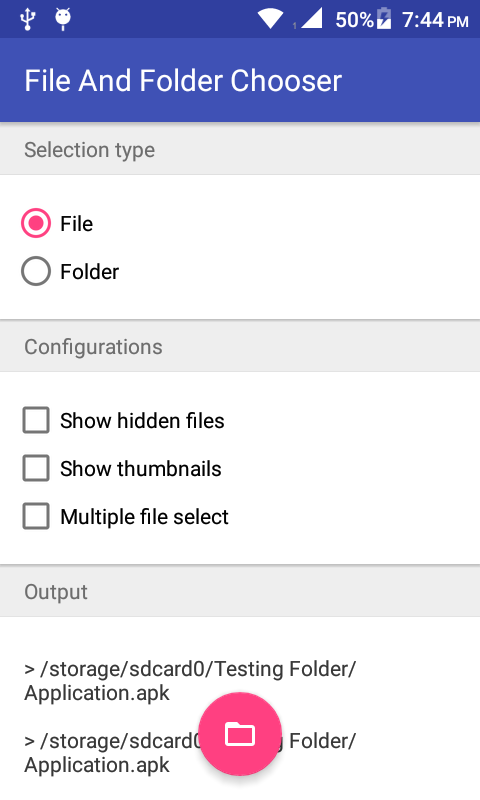 50% 7:44 PM
File And Folder Chooser
Selection type
File
Folder
Configurations
Show hidden files
Show thumbnails
Multiple file select
Output
> /storage/sdcard0/Testing Folder/
Application.apk
> /storage/sdcard Folder/
Application.apk